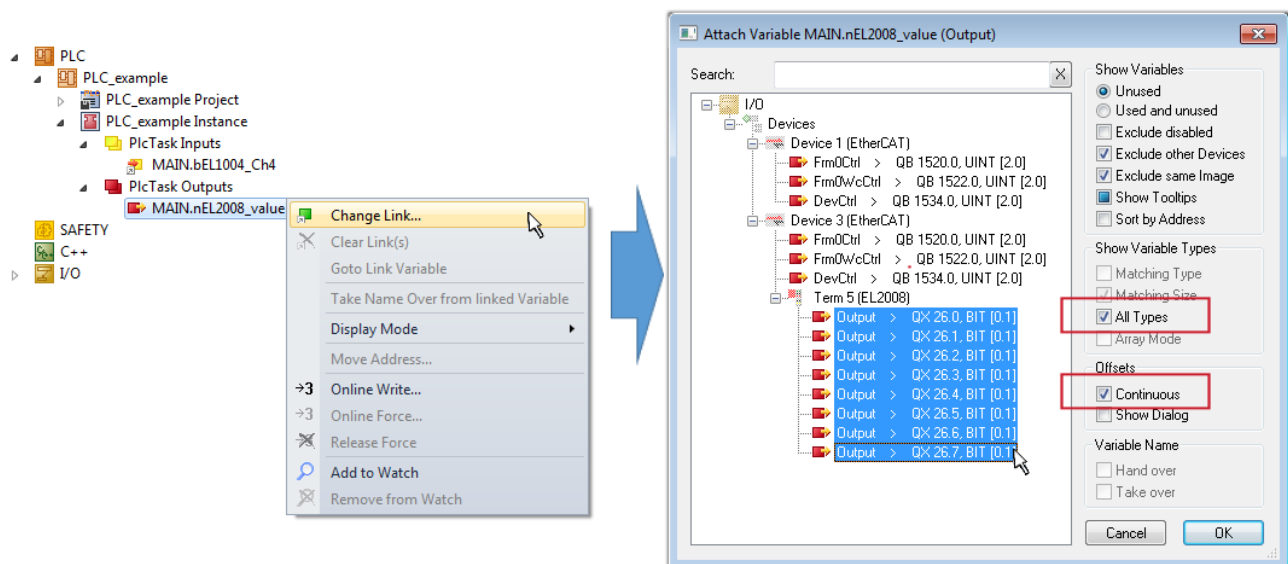 PLC
PLC_example
PLC_example Project
PLC_example Instance
PlcTask Inputs
MAIN.bEL1004_Ch4
PlcTask Outputs
MAIN.nEL2008_value
SAFETY
C++
I/O
Change Link...
Clear Link(s)
Goto Link Variable
Take Name Over from linked Variable
Display Mode
Move Address...
→3 Online Write...
→3 Online Force...
Release Force
Add to Watch
Remove from Watch
Attach Variable MAIN.nEL2008_value (Output)
Search:
X
I/O
Devices
Device 1 (EtherCAT)
Frm0Ctrl > QB 1520.0, UINT [2.0]
Frm0WcCtrl > QB 1522.0, UINT [2.0]
DevCtrl > QB 1534.0, UINT [2.0]
Device 3 (EtherCAT)
Frm0Ctrl > QB 1520.0, UINT [2.0]
Frm0WcCtrl > QB 1522.0, UINT [2.0]
DevCtrl > QB 1534.0, UINT [2.0]
Term 5 (EL2008)
Output > QX 26.0, BIT [0.1]
Output > QX 26.1, BIT [0.1]
Output > QX 26.2, BIT [0.1]
Output > QX 26.3, BIT [0.1]
Output > QX 26.4, BIT [0.1]
Output > QX 26.5, BIT [0.1]
Output > QX 26.6, BIT [0.1]
Output > QX 26.7, BIT [0.1]
Show Variables
Unused
Used and unused
Exclude disabled
Exclude other Devices
Exclude same Image
Show Tooltips
Sort by Address
Show Variable Types
Matching Type
Matching Size
All Types
Array Mode
Offsets
Continuous
Show Dialog
Variable Name
Hand over
Take over
Cancel
OK